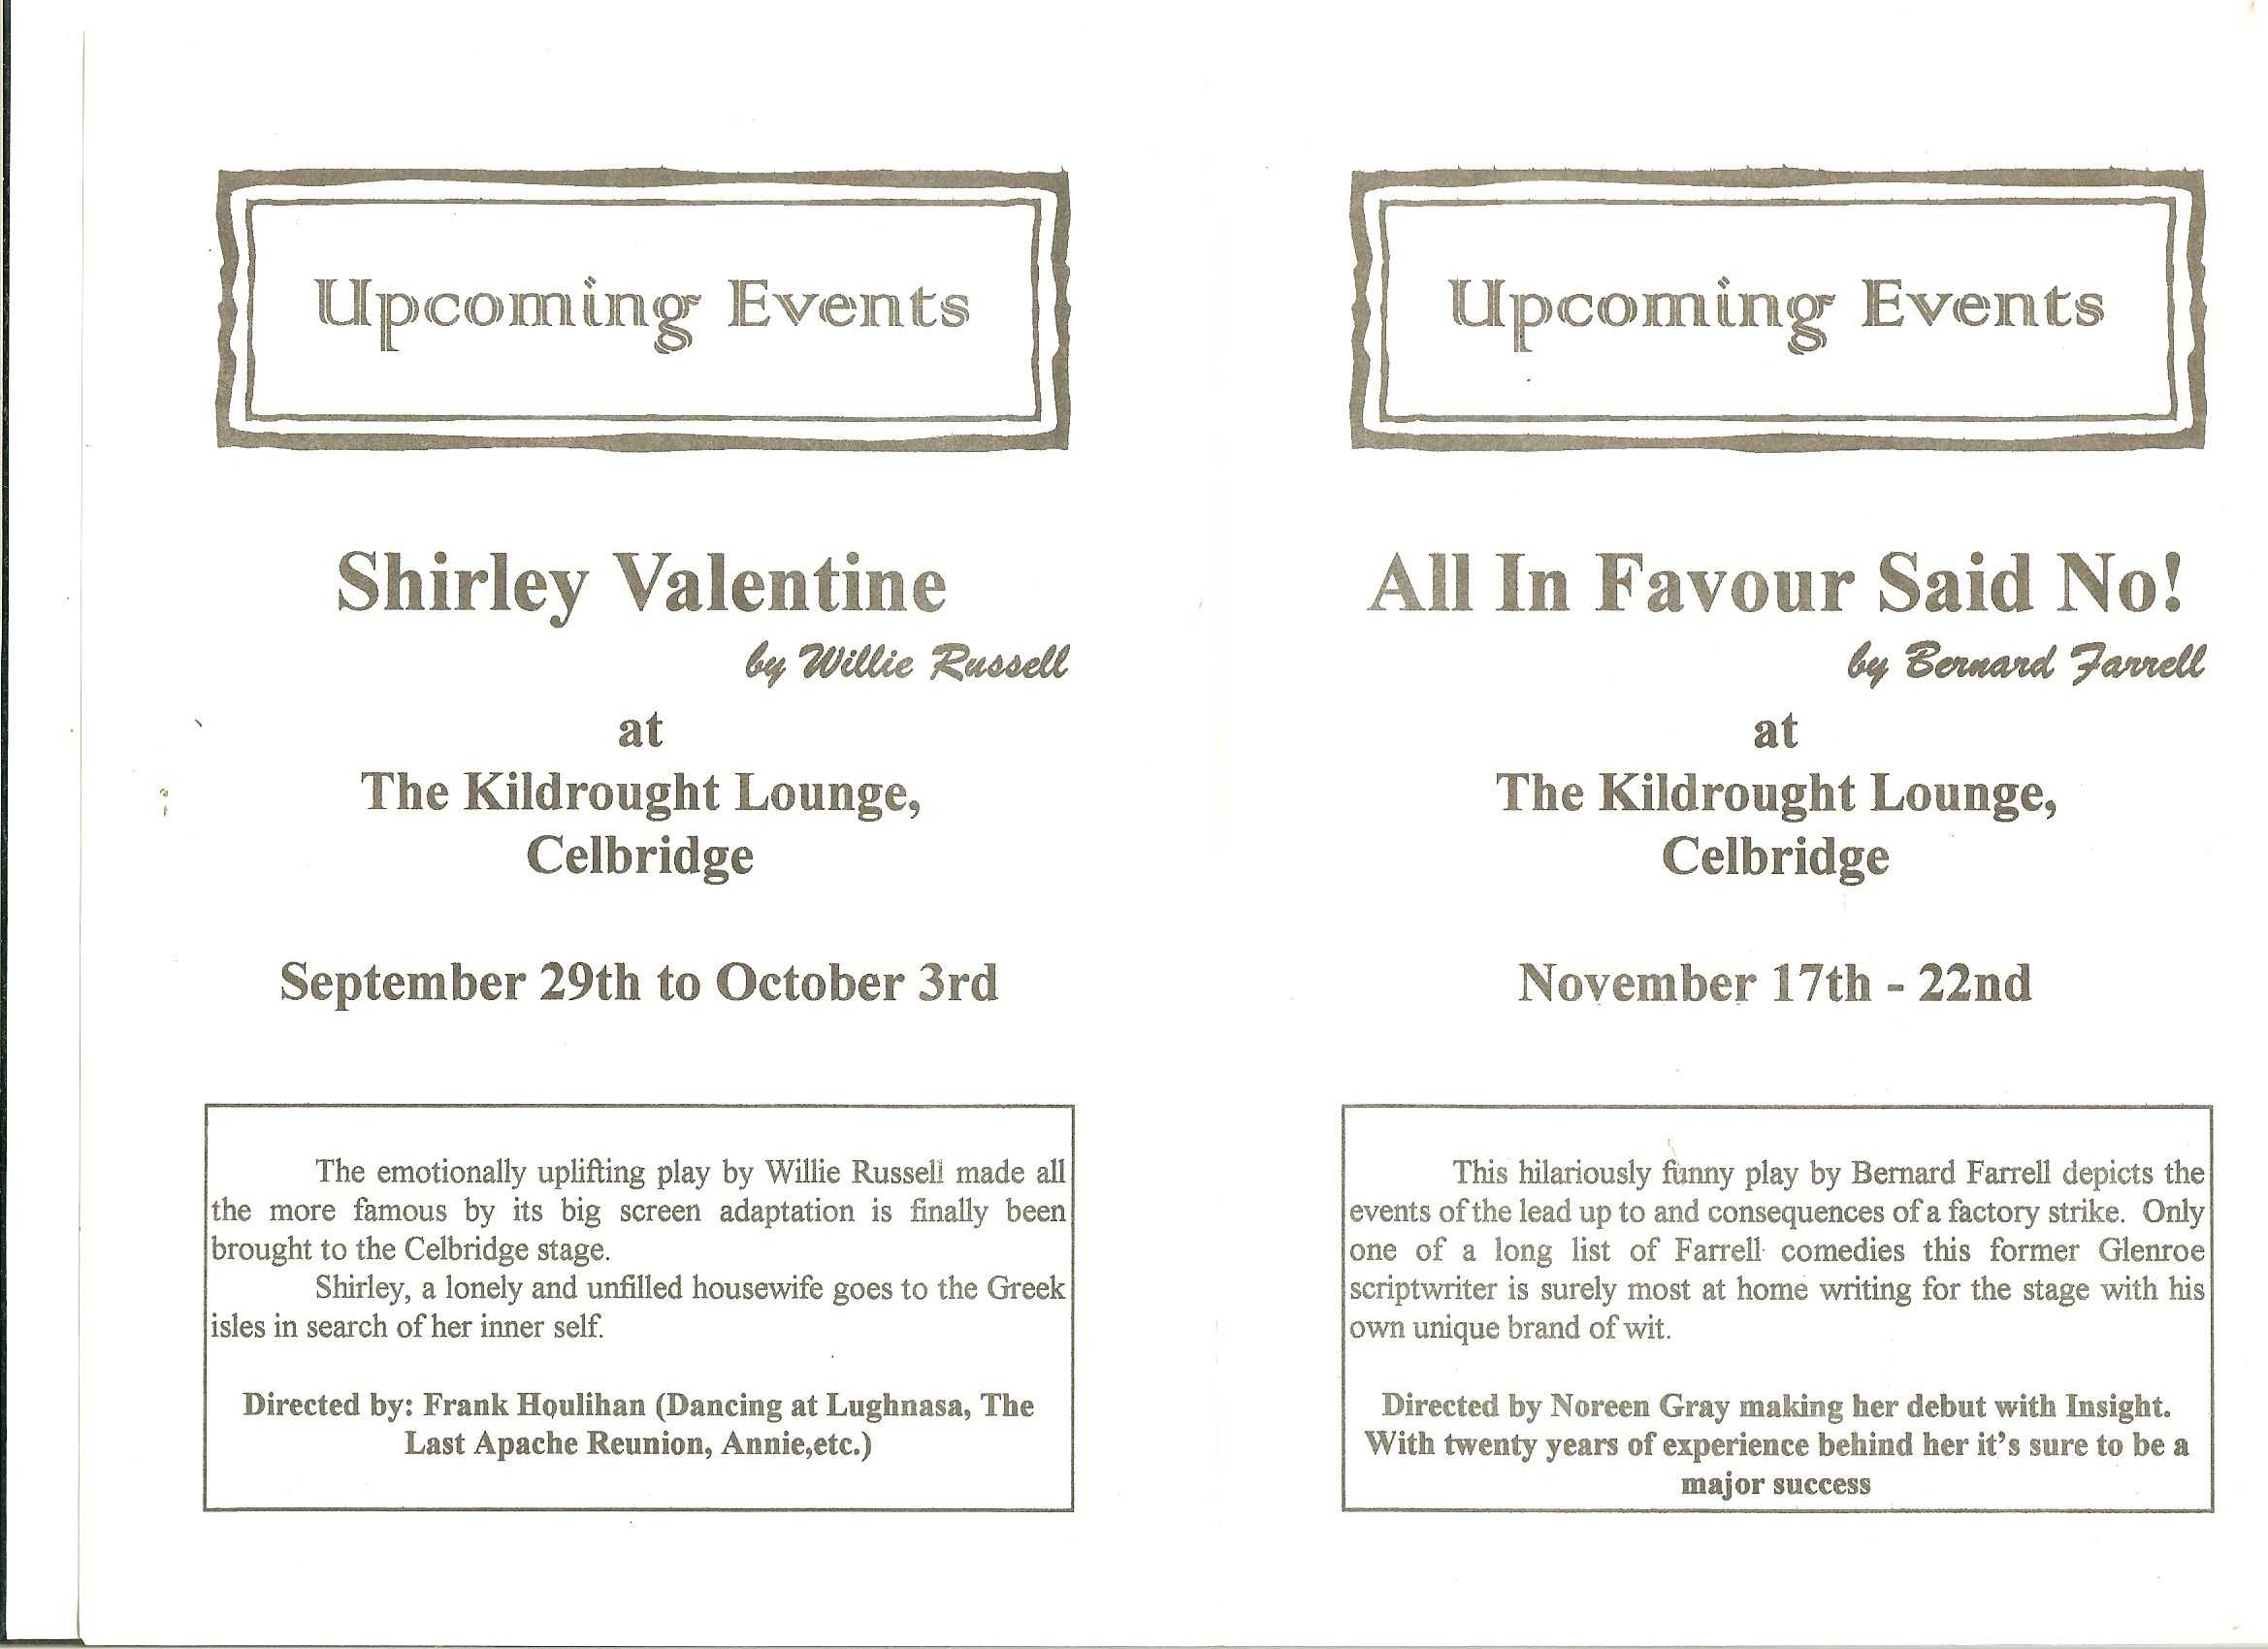 Upcoming Events
Shirley Valentine
by Willie Russell
at
The Kildrought Lounge,
Celbridge
September 29th to October 3rd
The emotionally uplifting play by Willie Russell made all
the more famous by its big screen adaptation is finally been
brought to the Celbridge stage.
Shirley, a lonely and unfilled housewife goes to the Greek
isles in search of her inner self.
Directed by: Frank Houlihan (Dancing at Lughnasa, The
Last Apache Reunion, Annie,etc.)
Upcoming Events
All In Favour Said No!
by Bernard Farrell
at
The Kildrought Lounge,
Celbridge
November 17th - 22nd
This hilariously funny play by Bernard Farrell depicts the
events of the lead up to and consequences of a factory strike. Only
one of a long list of Farrell comedies this former Glenroe
scriptwriter is surely most at home writing for the stage with his
own unique brand of wit.
Directed by Noreen Gray making her debut with Insight.
With twenty years of experience behind her it's sure to be a
major success